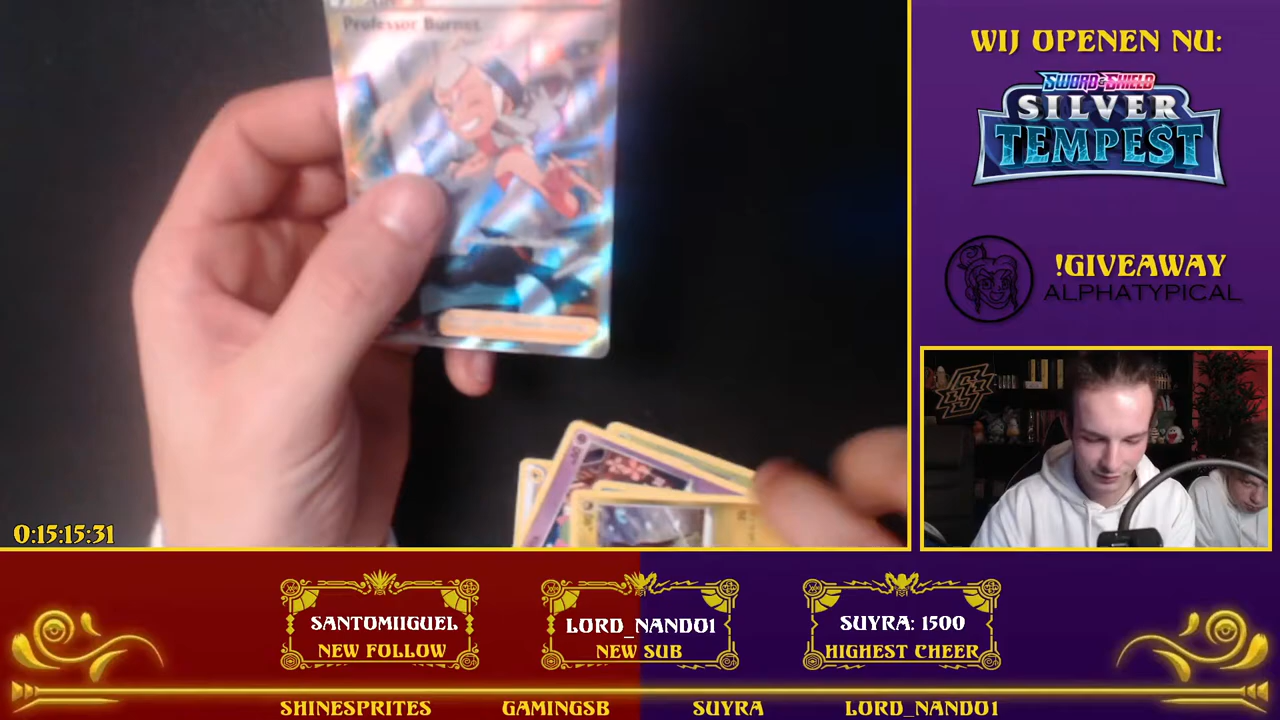 Professor Burnet
WIJ OPENEN NU:
SWORD & SHIELD
SILVER
TEMPEST
!GIVEAWAY
ALPHATYPICAL
0:15:15:31
SANTOMIIGUEL
NEW FOLLOW
LORD_NANDO1
NEW SUB
SUYRA: 1500
HIGHEST CHEER
SHINESPRITES
GAMINGSB
SUYRA
LORD_NANDO1